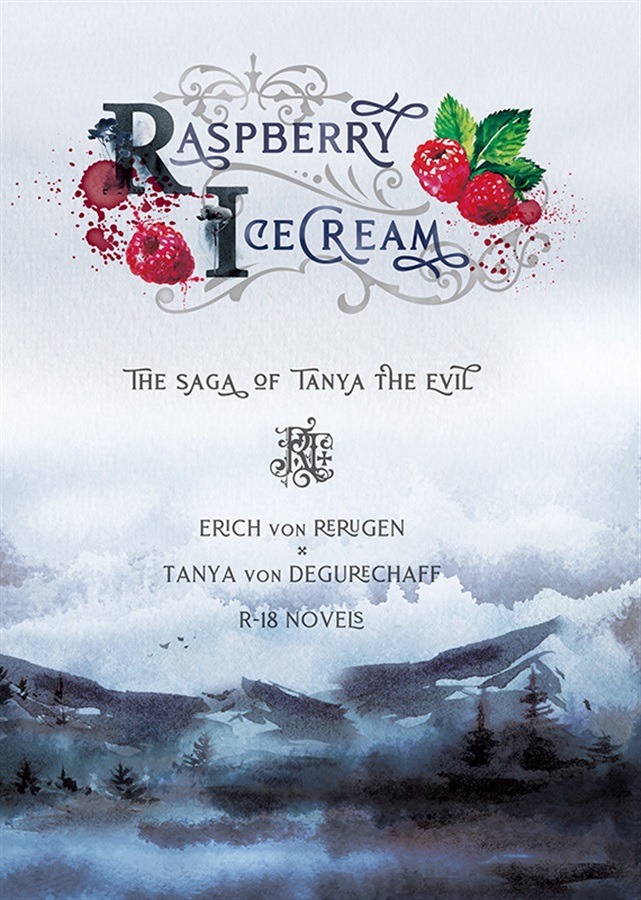 RASPBERRY
ICECREAM
THE SAGA OF TANYA THE EVIL
ERICH VON RERUGEN
×
TANYA VON DEGURECHAFF
R-18 NOVELS